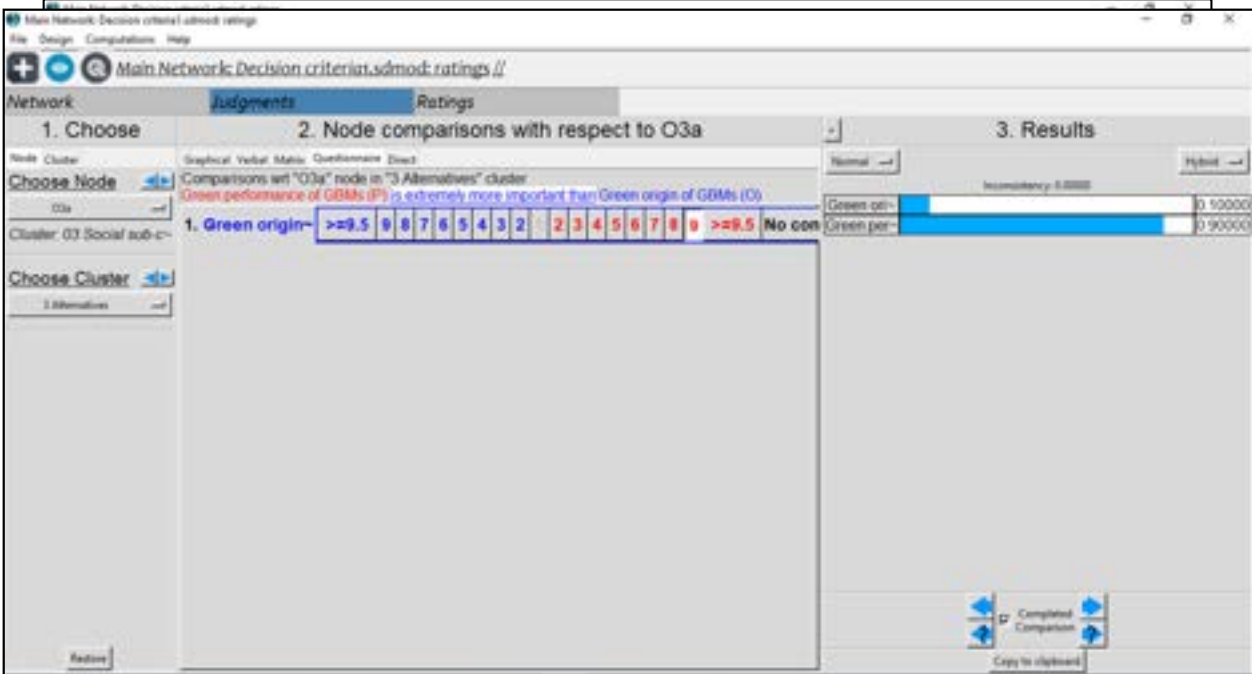 Main Network: Decision criteria1.sdmod: ratings
File Design Computations Help
Main Network: Decision criteria1.sdmod: ratings //
Network Judgments Ratings
1. Choose 2. Node comparisons with respect to O3a - 3. Results
Node Cluster Graphical Verbal Matrix Questionnaire Direct Normal Hybrid
Choose Node Comparisons wrt "O3a" node in "3 Alternatives" cluster Inconsistency: 0.00000
Green performance of GBMs (P) is extremely more important than Green origin of GBMs (O)
O3a Green ori~ 0.10000
Cluster: 03 Social sub-c~ 1. Green origin~ >=9.5 9 8 7 6 5 4 3 2 2 3 4 5 6 7 8 9 >=9.5 No con Green per~ 0.90000
Choose Cluster
3 Alternatives
Completed
Comparison
Restore Copy to clipboard